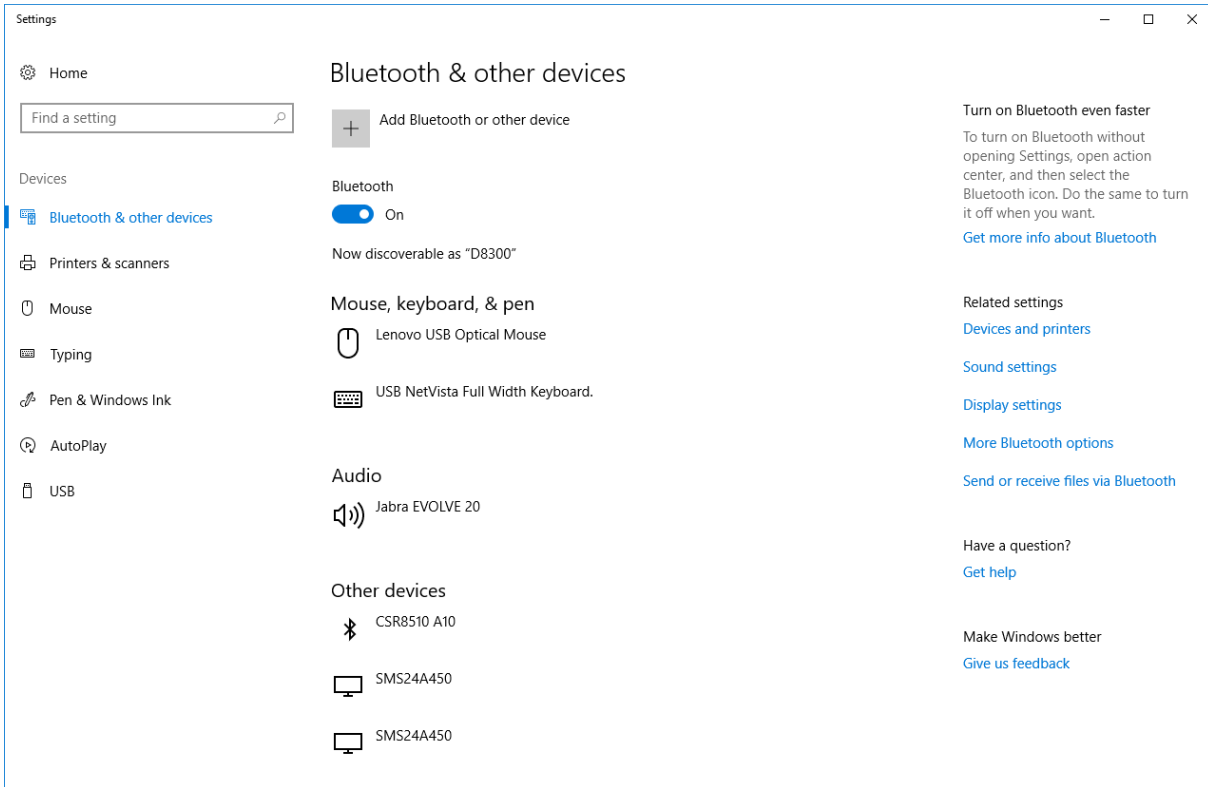 Settings
Home
Find a setting
Devices
Bluetooth & other devices
Printers & scanners
Mouse
Typing
Pen & Windows Ink
AutoPlay
USB
Bluetooth & other devices
Add Bluetooth or other device
Bluetooth
On
Now discoverable as “D8300”
Mouse, keyboard, & pen
Lenovo USB Optical Mouse
USB NetVista Full Width Keyboard.
Audio
Jabra EVOLVE 20
Other devices
CSR8510 A10
SMS24A450
SMS24A450
Turn on Bluetooth even faster
To turn on Bluetooth without
opening Settings, open action
center, and then select the
Bluetooth icon. Do the same to turn
it off when you want.
Get more info about Bluetooth
Related settings
Devices and printers
Sound settings
Display settings
More Bluetooth options
Send or receive files via Bluetooth
Have a question?
Get help
Make Windows better
Give us feedback